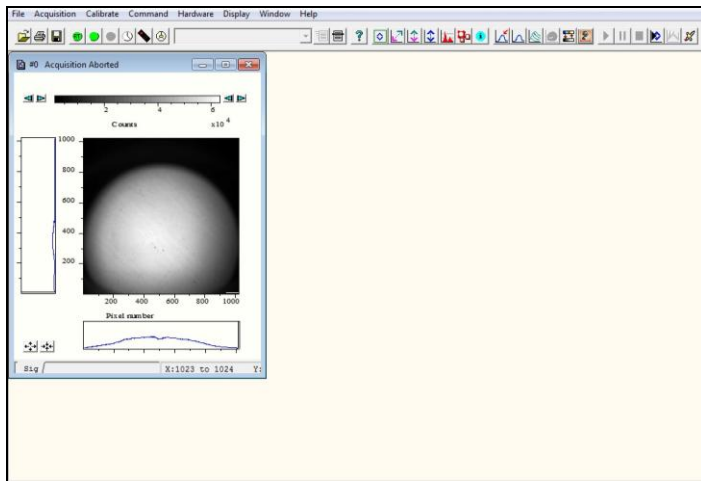 File Acquisition Calibrate Command Hardware Display Window Help
#0 Acquisition Aborted
2 4 6
Counts x10 4
1000
800
600
400
200
200 400 600 800 1000
Pixel number
Sig X:1023 to 1024 Y: